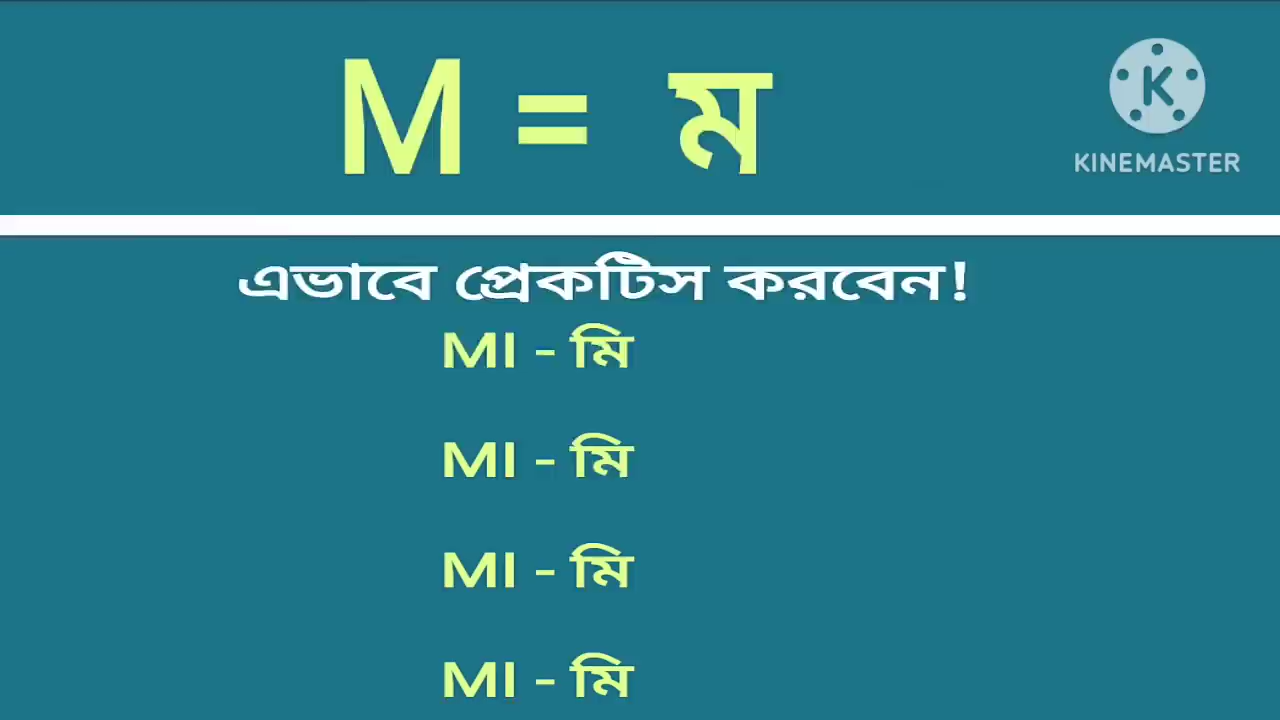 M = ম
K
KINEMASTER
এভাবে প্রেকটিস করবেন!
MI - মি
MI - মি
MI - মি
MI - মি